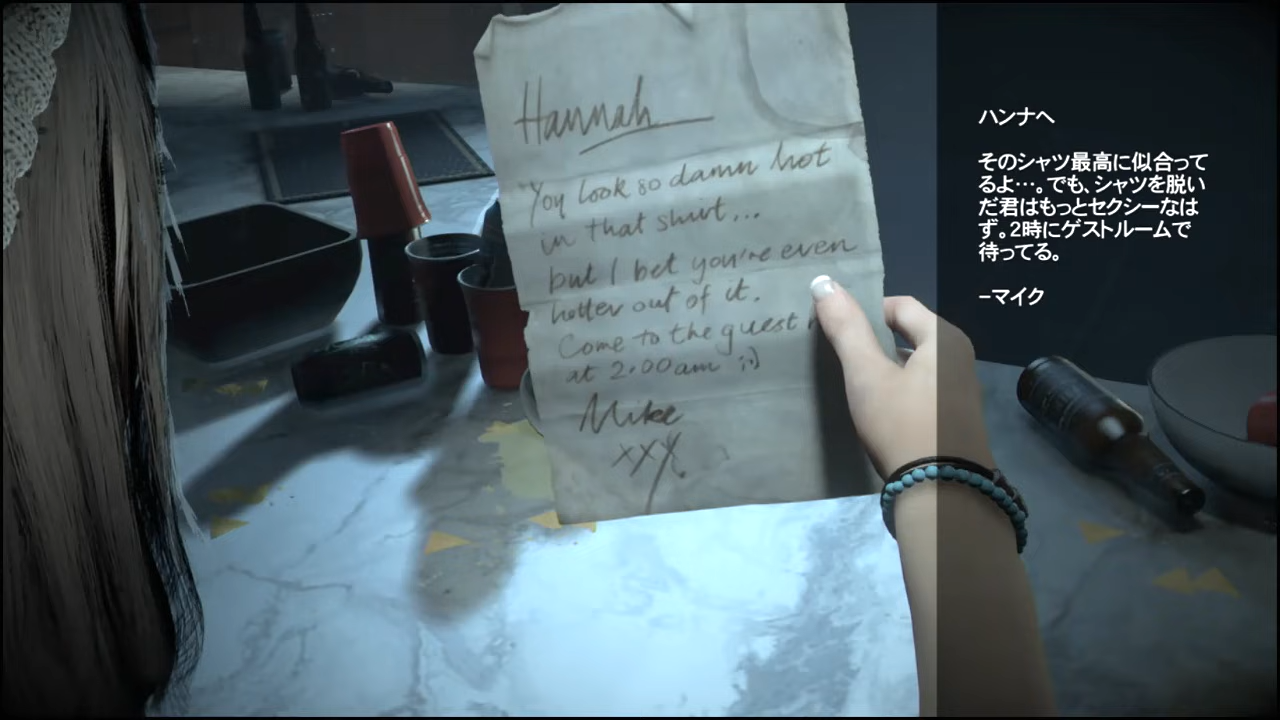 Hannah
"You look so damn hot
in that shirt...
but I bet you're even
hotter out of it.
Come to the guest
at 2.00am ;)
Mike
xxx
ハンナへ
そのシャツ最高に似合って
るよ…。でも、シャツを脱い
だ君はもっとセクシーなは
ず。2時にゲストルームで
待ってる。
–マイク